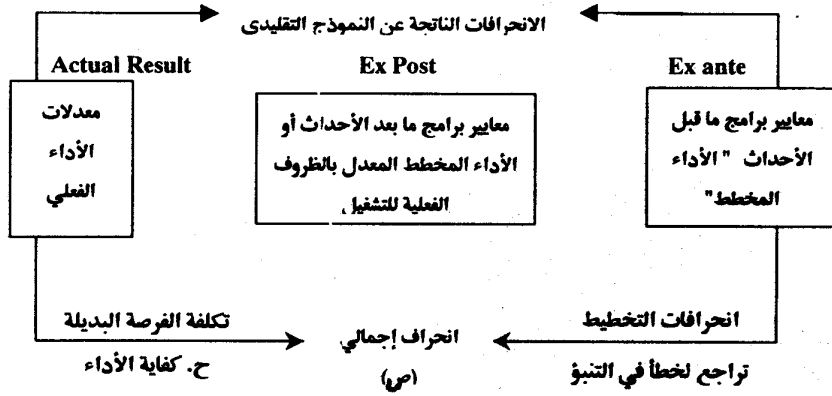 الانحرافات الناتجة عن النموذج التقليدى
Actual Result
Ex Post
Ex ante
معدلات
الأداء
الفعلي
معايير برامج ما بعد الأحداث أو
الأداء المخطط المعدل بالظروف
الفعلية للتشغيل
معايير برامج ما قبل
الأحداث " الأداء
المخطط"
انحرافات التخطيط
تراجع لخطأ في التنبؤ
انحراف إجمالي
(ص)
تكلفة الفرصة البديلة
ح. كفاية الأداء